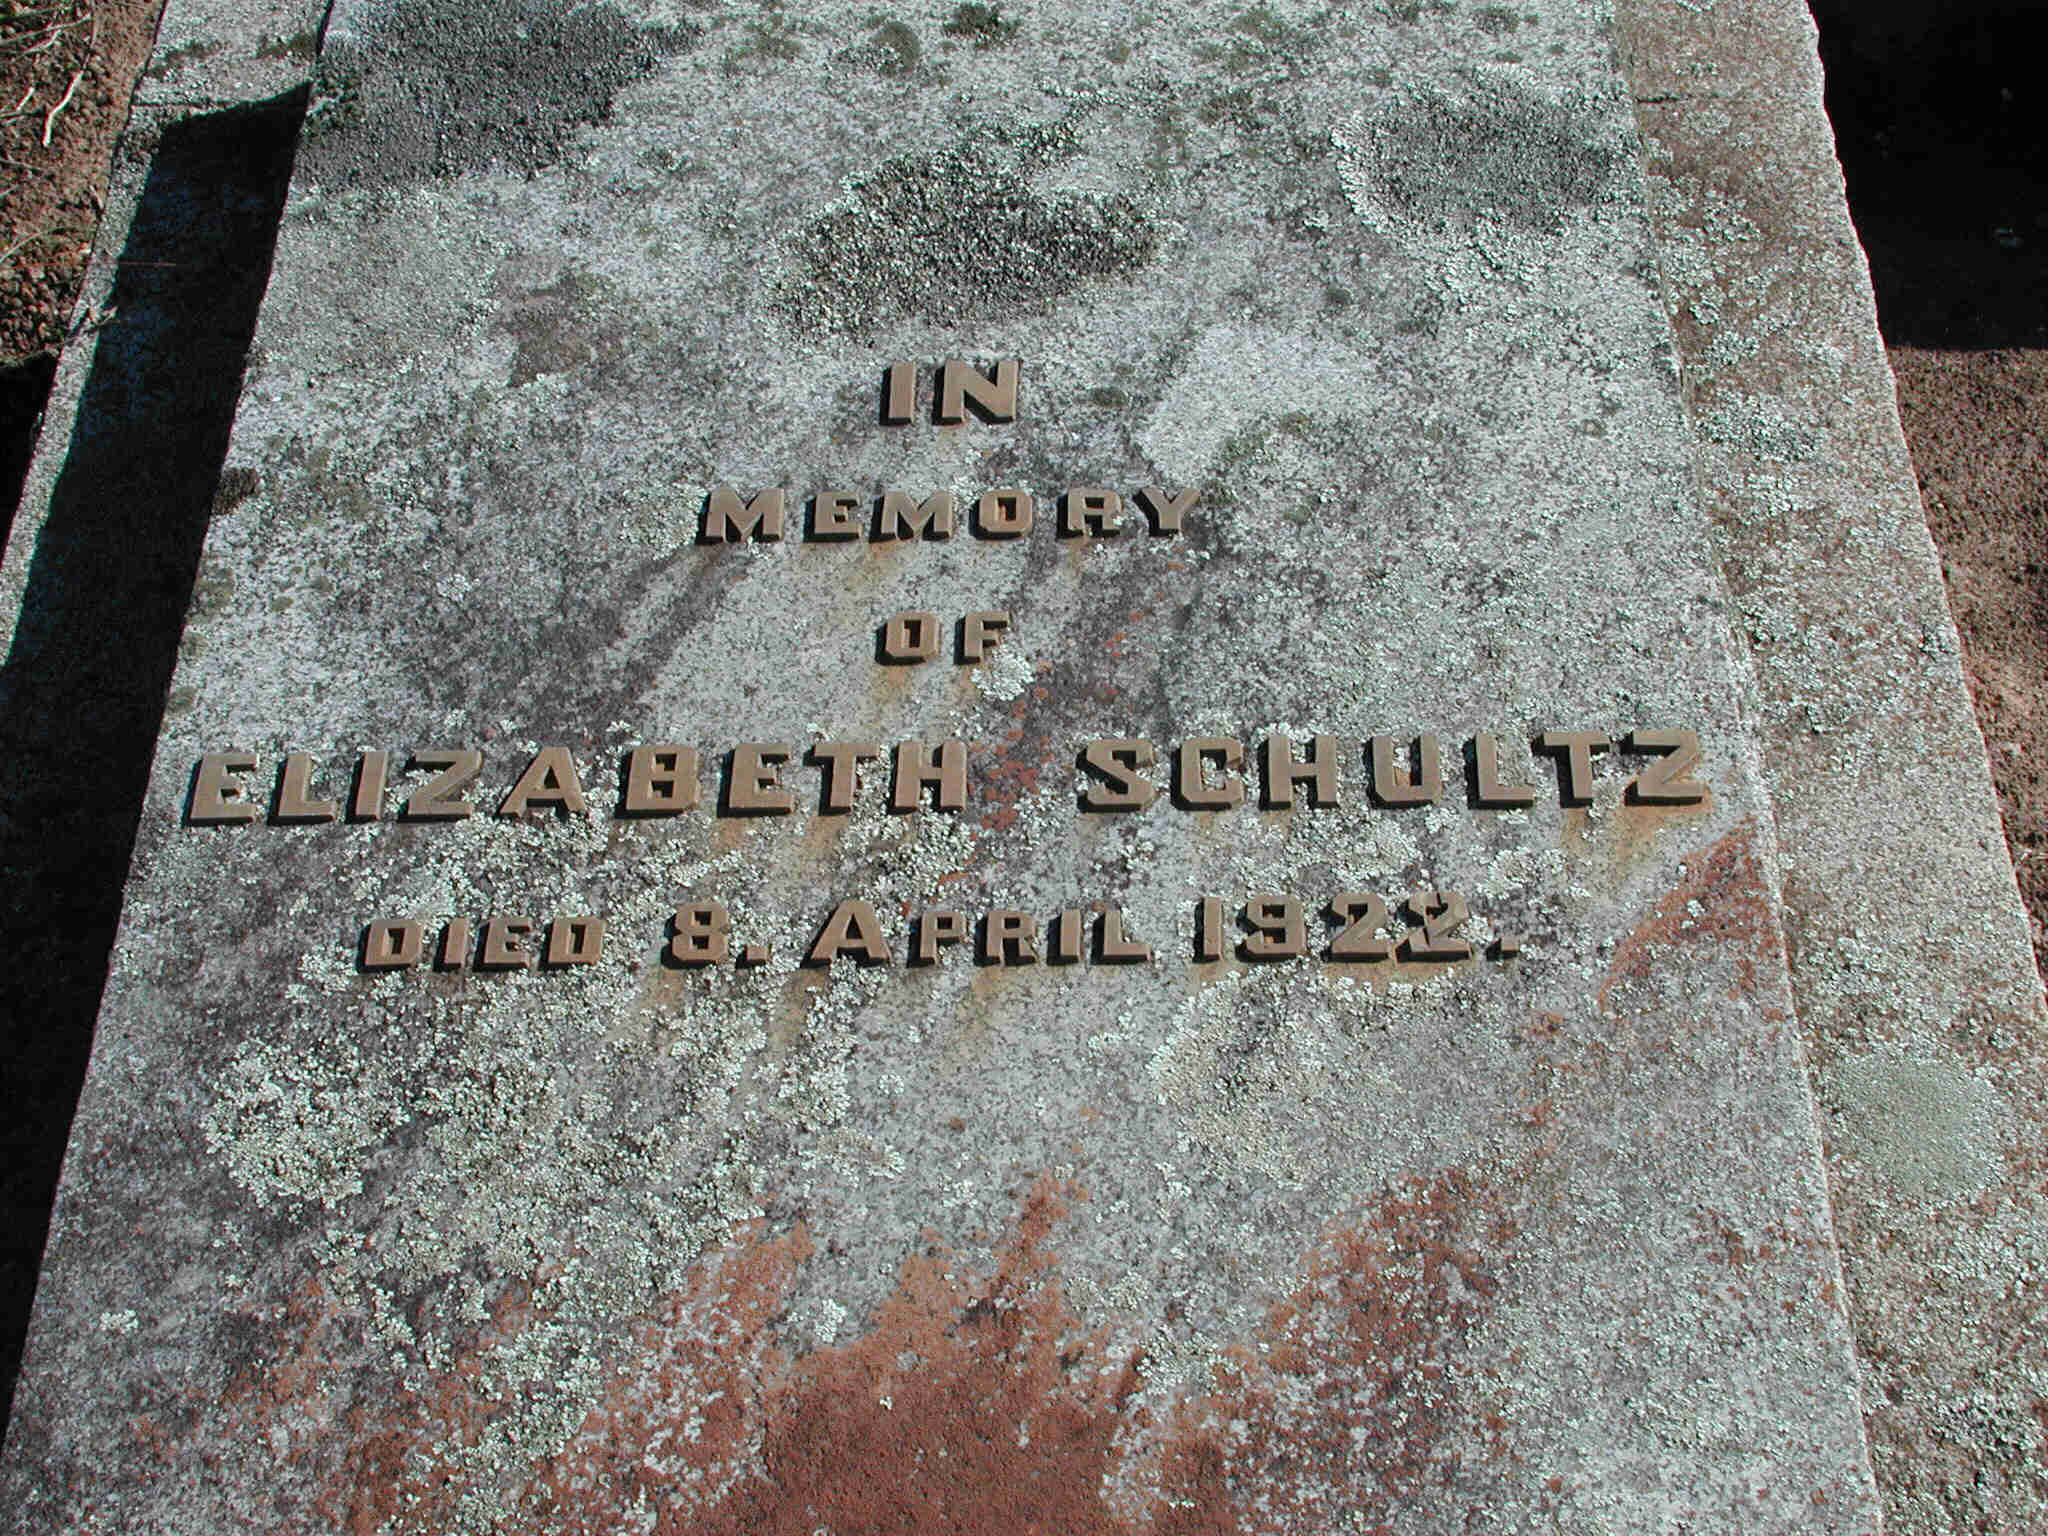 IN
MEMORY
OF
ELIZABETH SCHULTZ
DIED 8. APRIL 1922.